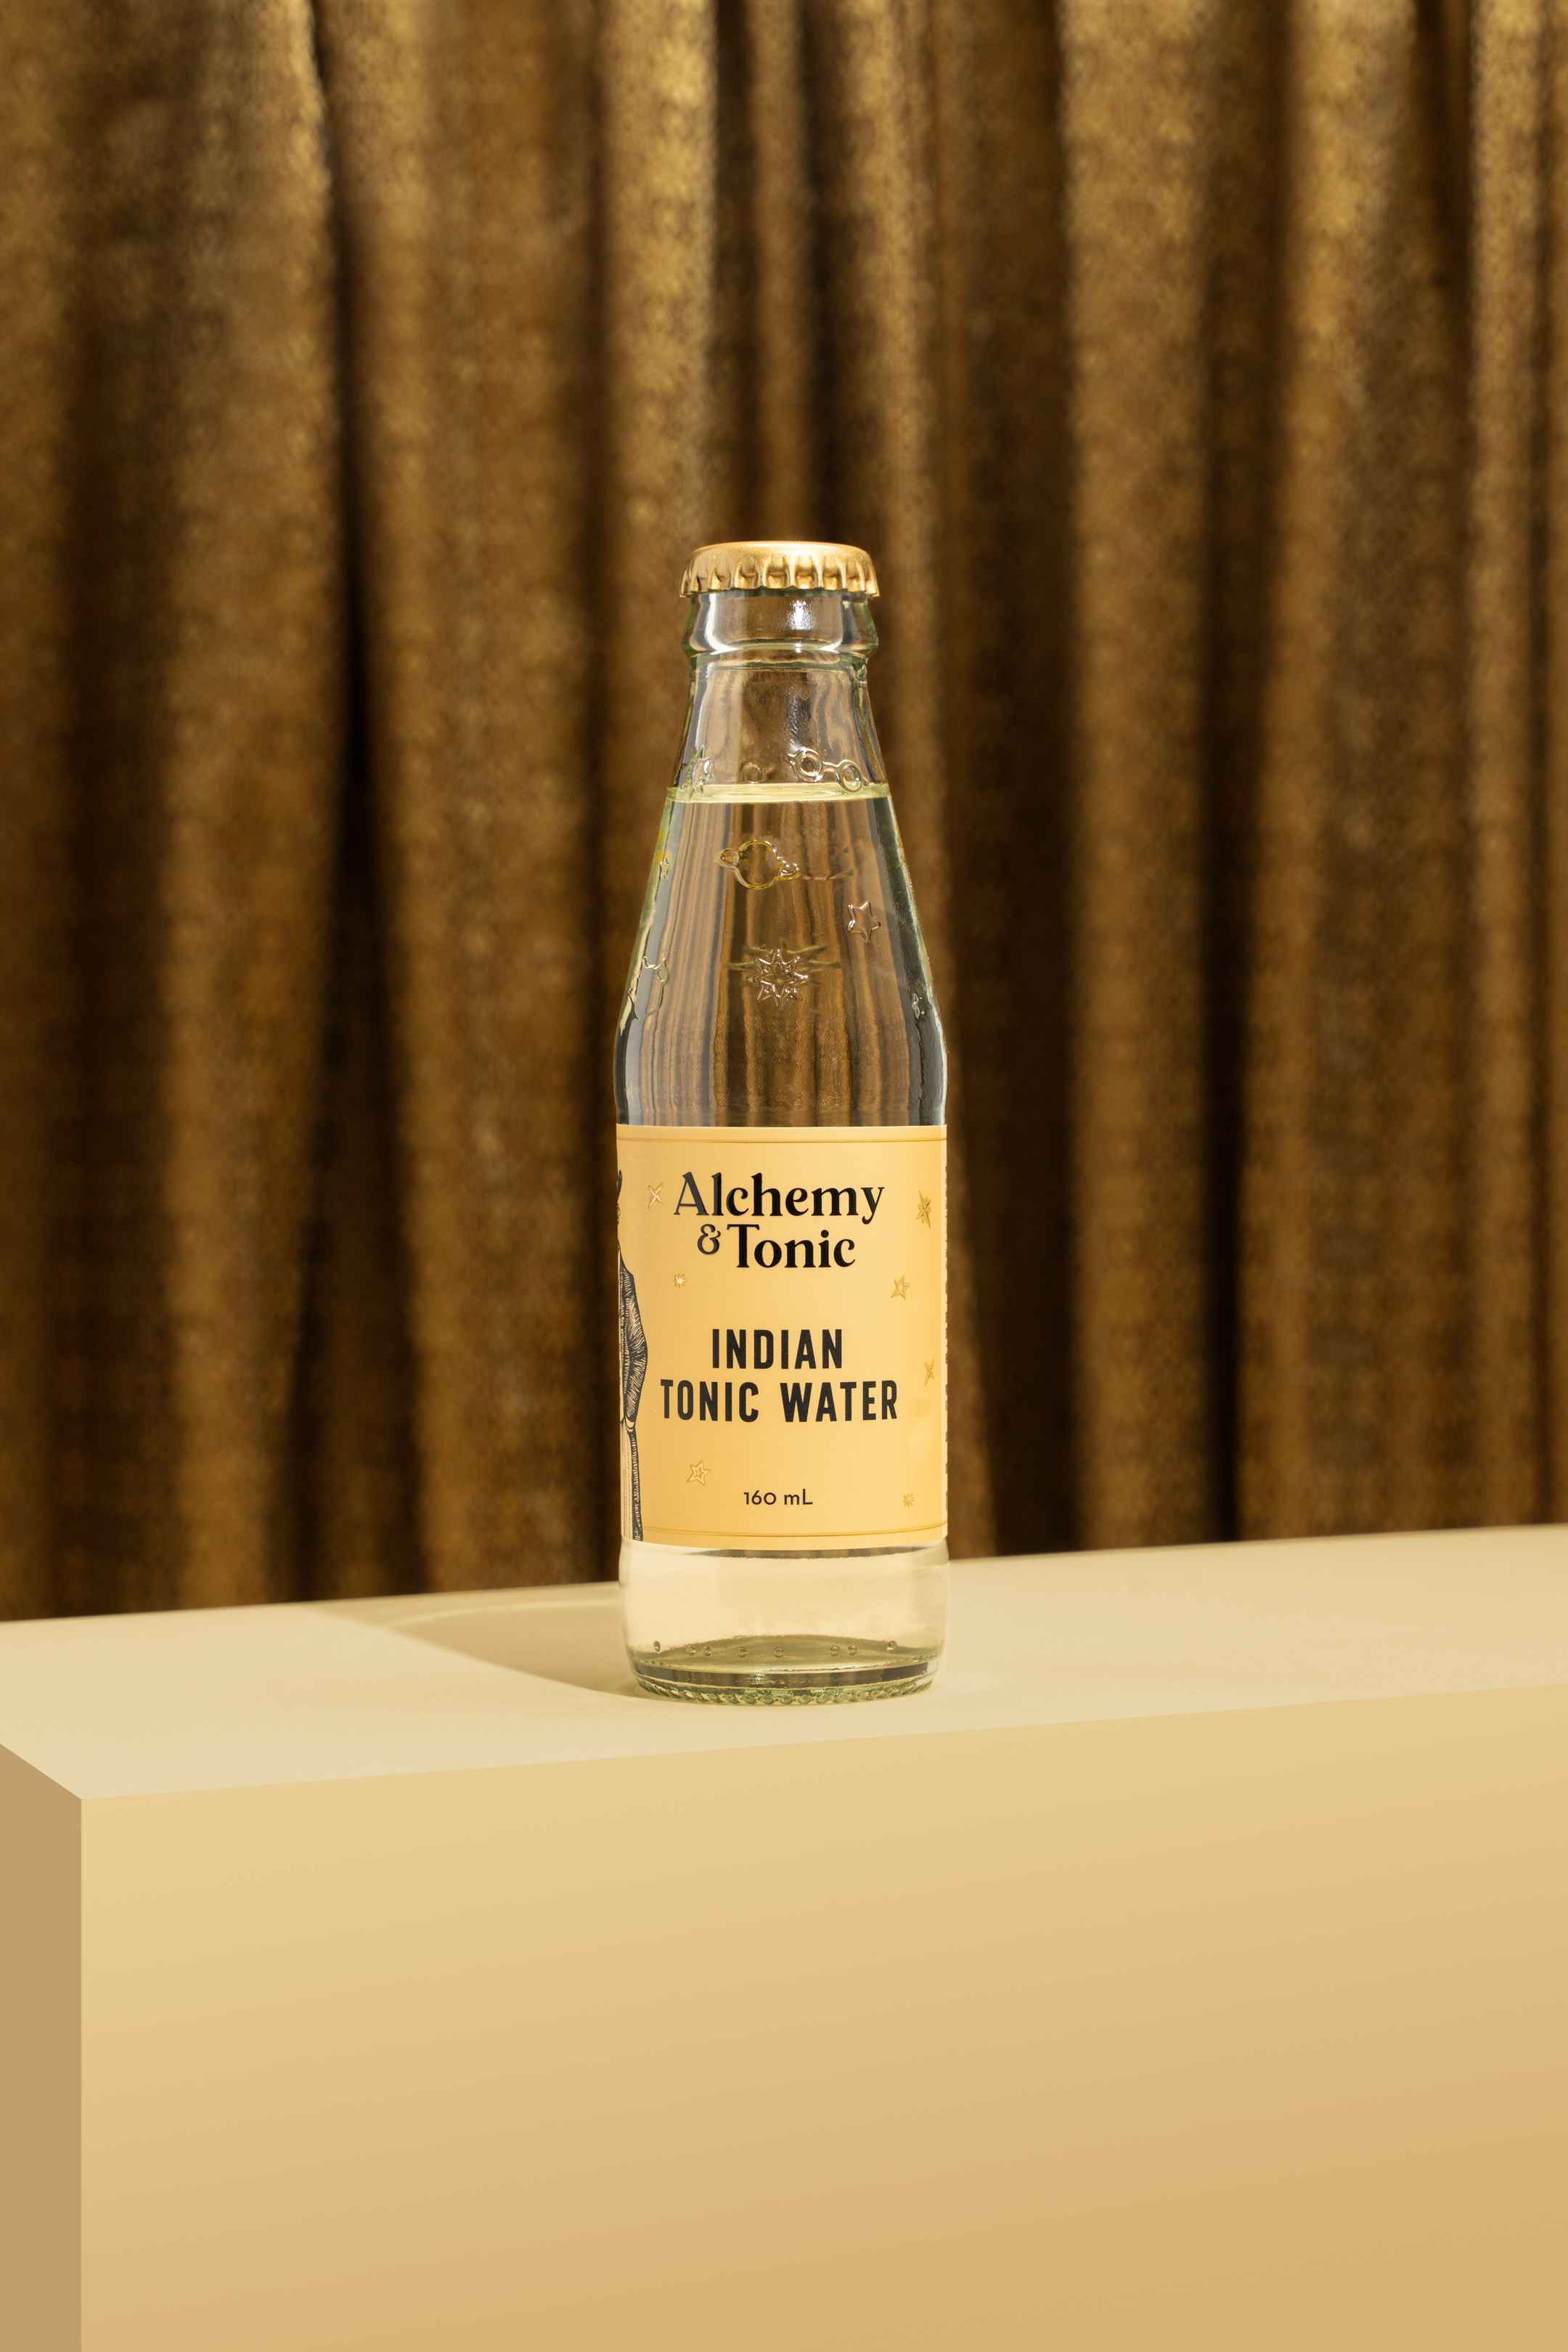 Alchemy
& Tonic
INDIAN
TONIC WATER
160 mL